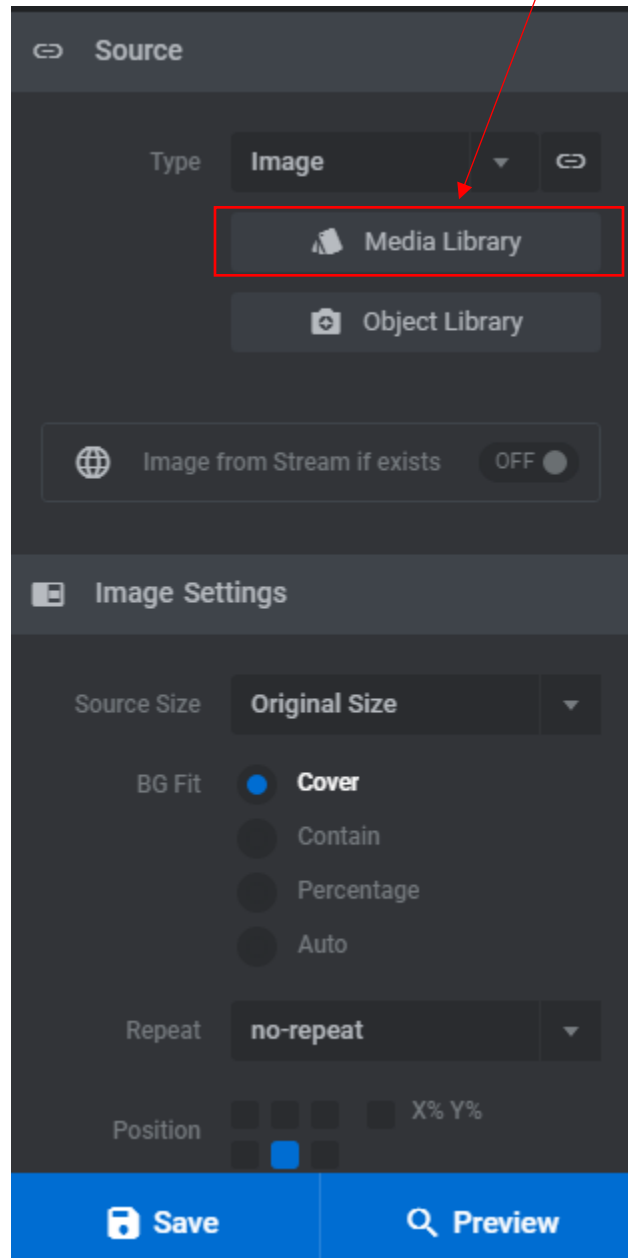 Source
Type Image
Media Library
Object Library
Image from Stream if exists OFF
Image Settings
Source Size Original Size
BG Fit Cover
Contain
Percentage
Auto
Repeat no-repeat
Position X% Y%
Save Preview